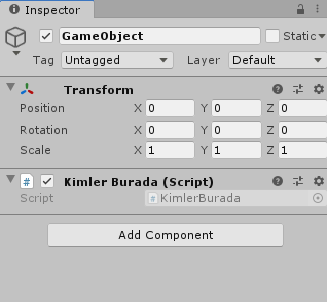 Inspector
GameObject Static
Tag Untagged Layer Default
Transform
Position X 0 Y 0 Z 0
Rotation X 0 Y 0 Z 0
Scale X 1 Y 1 Z 1
# Kimler Burada (Script)
Script # KimlerBurada
Add Component